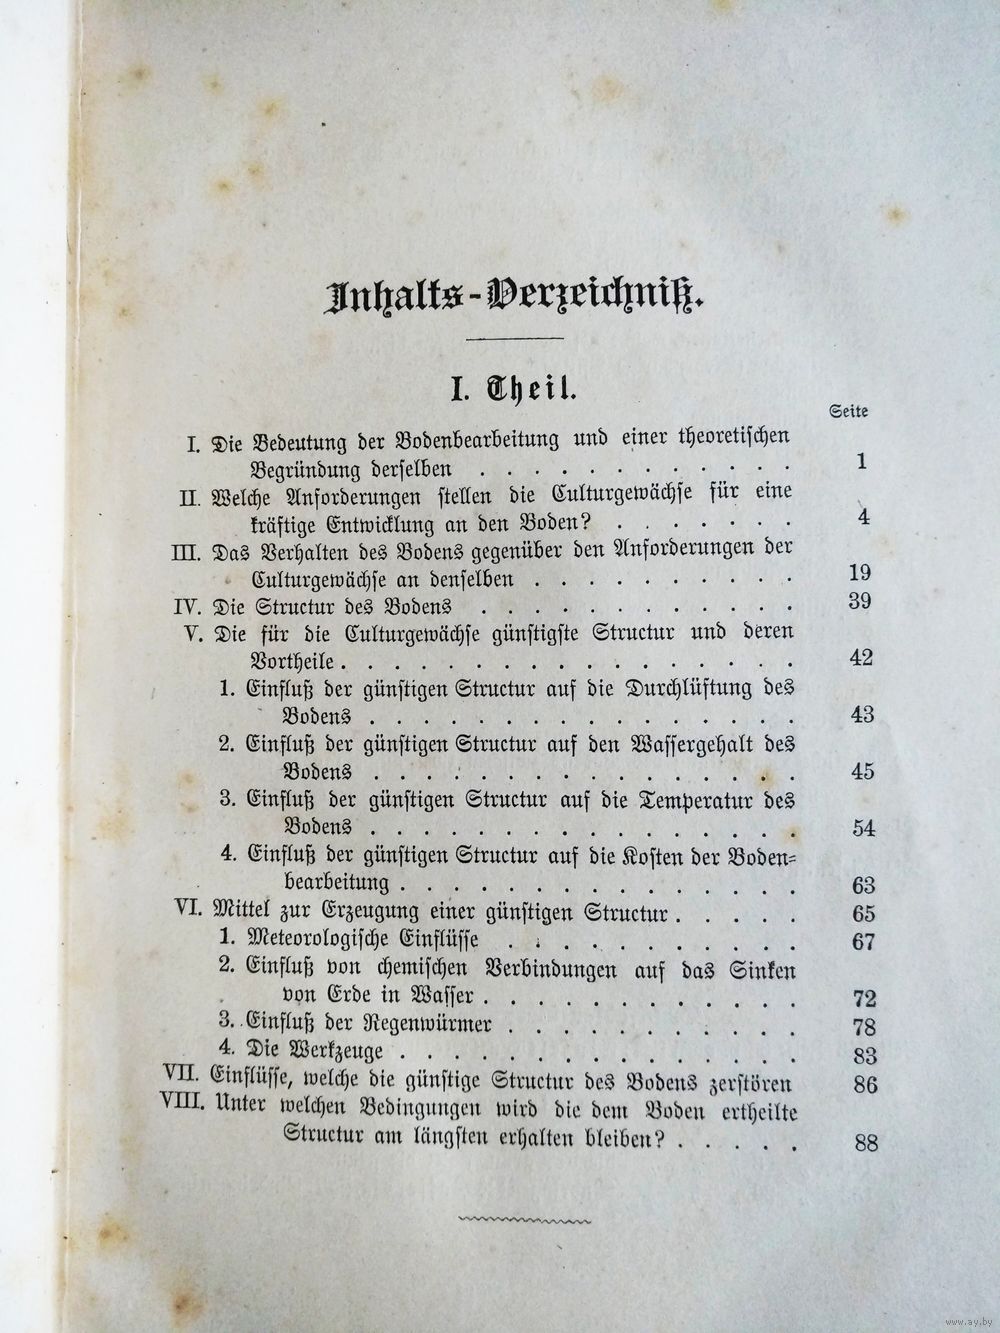 Inhalts-Verzeichniß.
I. Theil.
Seite
I. Die Bedeutung der Bodenbearbeitung und einer theoretischen
Begründung derselben . . . . . . . . . . . . 1
II. Welche Anforderungen stellen die Culturgewächse für eine
kräftige Entwicklung an den Boden? . . . . . . . 4
III. Das Verhalten des Bodens gegenüber den Anforderungen der
Culturgewächse an denselben . . . . . . . . . . 19
IV. Die Structur des Bodens . . . . . . . . . . . . 39
V. Die für die Culturgewächse günstigste Structur und deren
Vortheile . . . . . . . . . . . . . . . . . . 42
1. Einfluß der günstigen Structur auf die Durchlüftung des
Bodens . . . . . . . . . . . . . . . . . 43
2. Einfluß der günstigen Structur auf den Wassergehalt des
Bodens . . . . . . . . . . . . . . . . 45
3. Einfluß der günstigen Structur auf die Temperatur des
Bodens . . . . . . . . . . . . . . . . 54
4. Einfluß der günstigen Structur auf die Kosten der Boden-
bearbeitung . . . . . . . . . . . . . . . 63
VI. Mittel zur Erzeugung einer günstigen Structur . . . . . 65
1. Meteorologische Einflüsse . . . . . . . . . . . 67
2. Einfluß von chemischen Verbindungen auf das Sinken
von Erde in Wasser . . . . . . . . . . . . 72
3. Einfluß der Regenwürmer . . . . . . . . . . . 78
4. Die Werkzeuge . . . . . . . . . . . . . . . 83
VII. Einflüsse, welche die günstige Structur des Bodens zerstören 86
VIII. Unter welchen Bedingungen wird die dem Boden ertheilte
Structur am längsten erhalten bleiben? . . . . . 88
www.ay.by